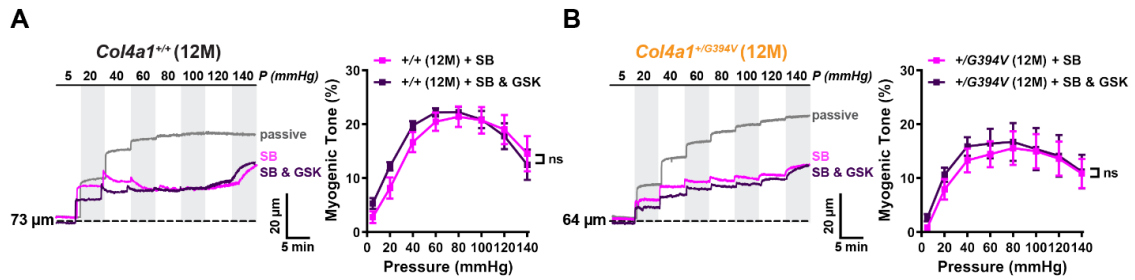 A
Col4a1+/+ (12M)
5 20 40 60 80 100 120 140 P (mmHg)
passive
SB
SB & GSK
73 µm
20 µm
5 min
+/+ (12M) + SB
+/+ (12M) + SB & GSK
Myogenic Tone (%)
30
20
10
0
ns
0 20 40 60 80 100 120 140
Pressure (mmHg)
B
Col4a1+/G394V (12M)
5 20 40 60 80 100 120 140 P (mmHg)
passive
SB
SB & GSK
64 µm
20 µm
5 min
+/G394V (12M) + SB
+/G394V (12M) + SB & GSK
Myogenic Tone (%)
30
20
10
0
ns
0 20 40 60 80 100 120 140
Pressure (mmHg)